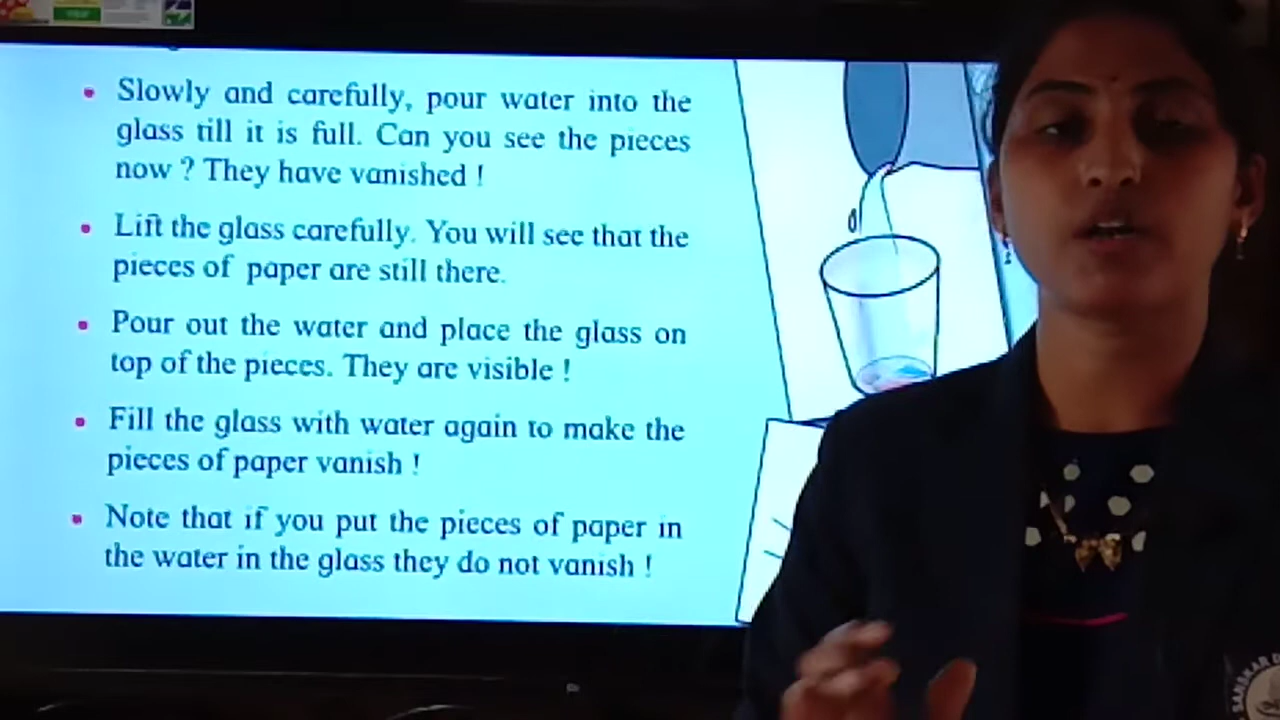 • Slowly and carefully, pour water into the
glass till it is full. Can you see the pieces
now ? They have vanished !
• Lift the glass carefully. You will see that the
pieces of paper are still there.
• Pour out the water and place the glass on
top of the pieces. They are visible !
• Fill the glass with water again to make the
pieces of paper vanish !
• Note that if you put the pieces of paper in
the water in the glass they do not vanish !
SANSKAR